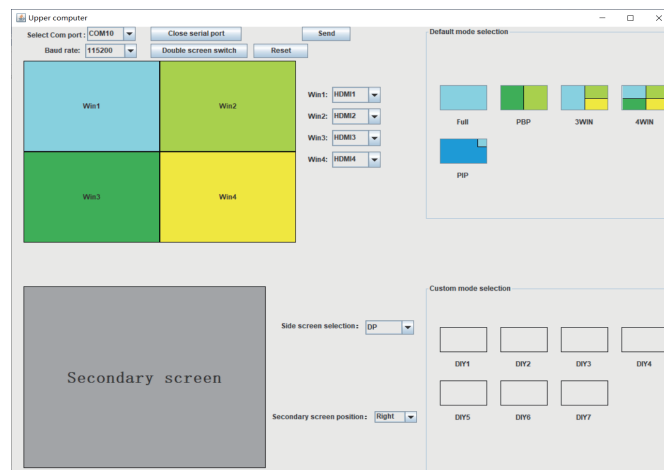 Upper computer
Select Com port: COM10 Close serial port Send
Baud rate: 115200 Double screen switch Reset
Default mode selection
Win1 Win2
Win3 Win4
Win1: HDMI1
Win2: HDMI2
Win3: HDMI3
Win4: HDMI4
Full PBP 3WIN 4WIN
PIP
Secondary screen
Side screen selection: DP
Secondary screen position: Right
Custom mode selection
DIY1 DIY2 DIY3 DIY4
DIY5 DIY6 DIY7